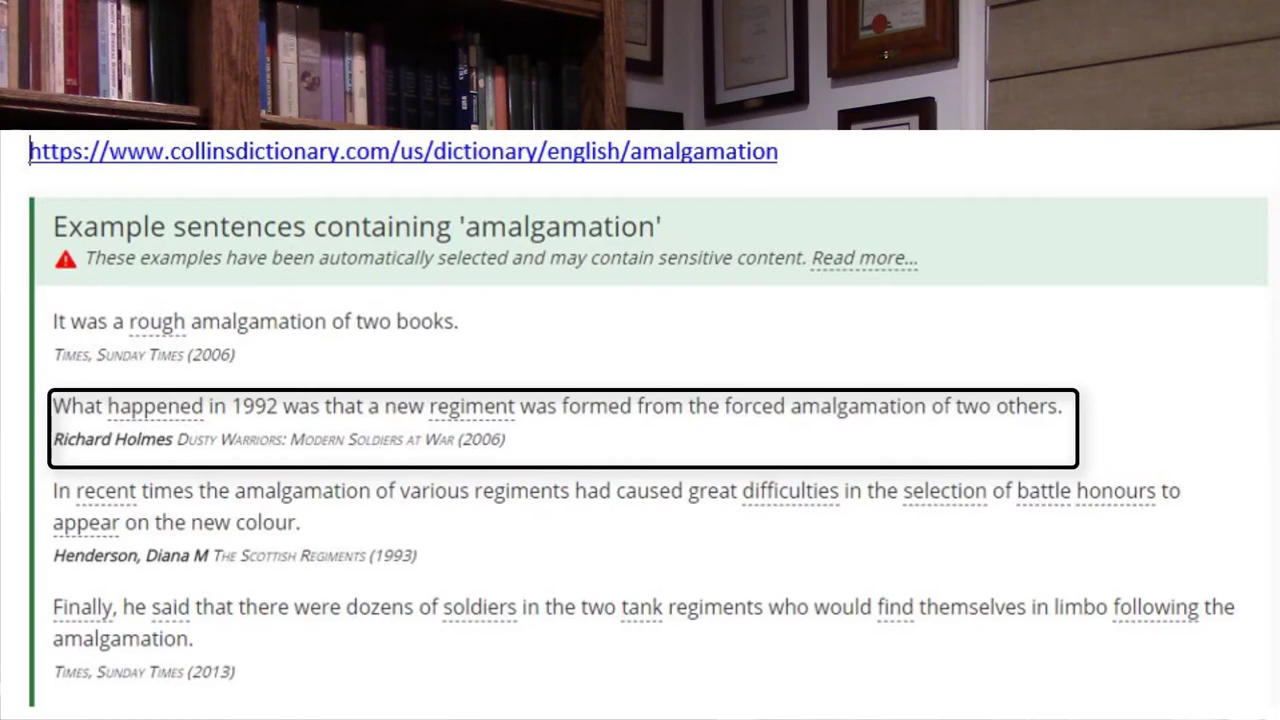 https://www.collinsdictionary.com/us/dictionary/english/amalgamation
Example sentences containing 'amalgamation'
These examples have been automatically selected and may contain sensitive content. Read more...
It was a rough amalgamation of two books.
Times, Sunday Times (2006)
What happened in 1992 was that a new regiment was formed from the forced amalgamation of two others.
Richard Holmes Dusty Warriors: Modern Soldiers at War (2006)
In recent times the amalgamation of various regiments had caused great difficulties in the selection of battle honours to
appear on the new colour.
Henderson, Diana M The Scottish Regiments (1993)
Finally, he said that there were dozens of soldiers in the two tank regiments who would find themselves in limbo following the
amalgamation.
Times, Sunday Times (2013)